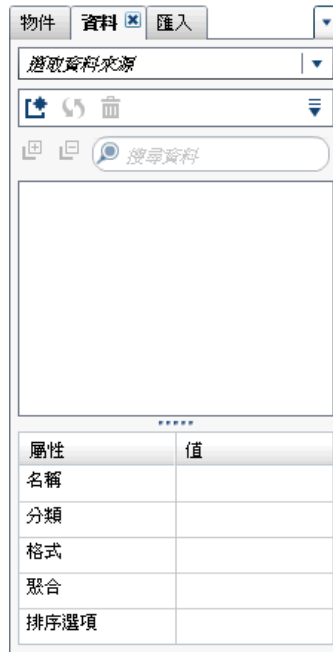 物件 資料 匯入
選取資料來源
搜尋資料
屬性 值
名稱
分類
格式
聚合
排序選項